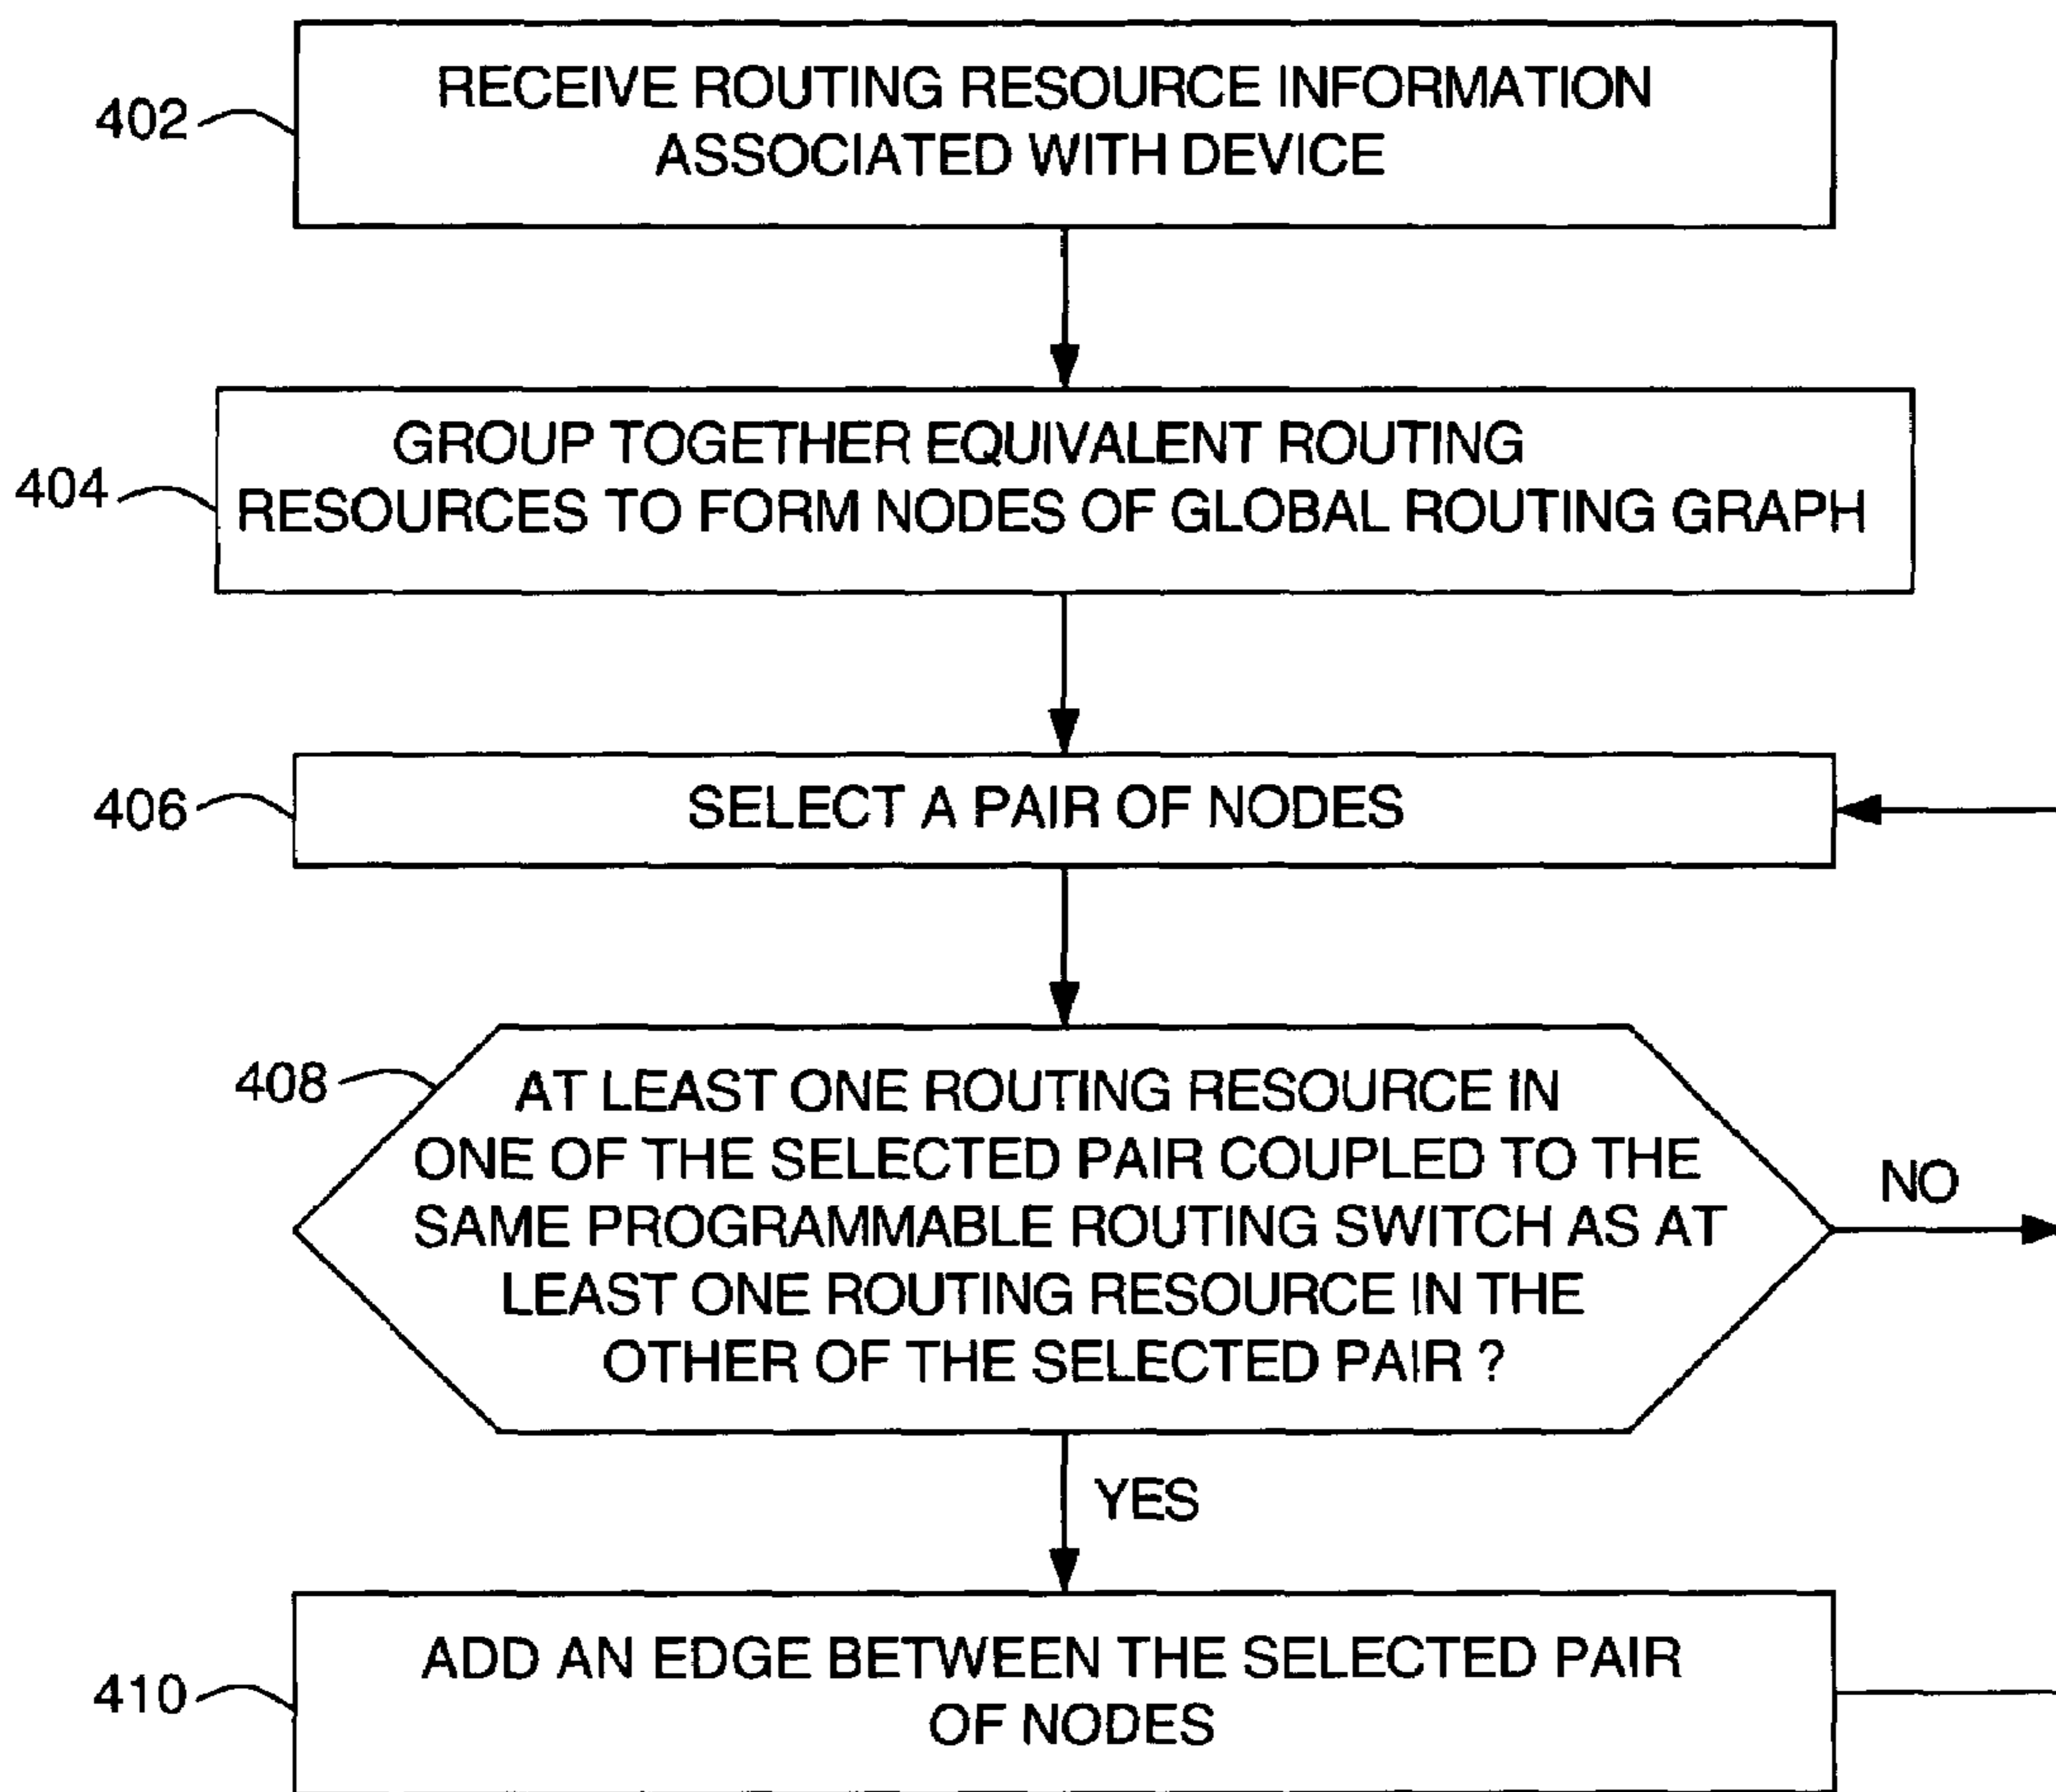 402
RECEIVE ROUTING RESOURCE INFORMATION
ASSOCIATED WITH DEVICE
404
GROUP TOGETHER EQUIVALENT ROUTING
RESOURCES TO FORM NODES OF GLOBAL ROUTING GRAPH
406
SELECT A PAIR OF NODES
408
AT LEAST ONE ROUTING RESOURCE IN
ONE OF THE SELECTED PAIR COUPLED TO THE
SAME PROGRAMMABLE ROUTING SWITCH AS AT
LEAST ONE ROUTING RESOURCE IN THE
OTHER OF THE SELECTED PAIR ?
NO
YES
410
ADD AN EDGE BETWEEN THE SELECTED PAIR
OF NODES